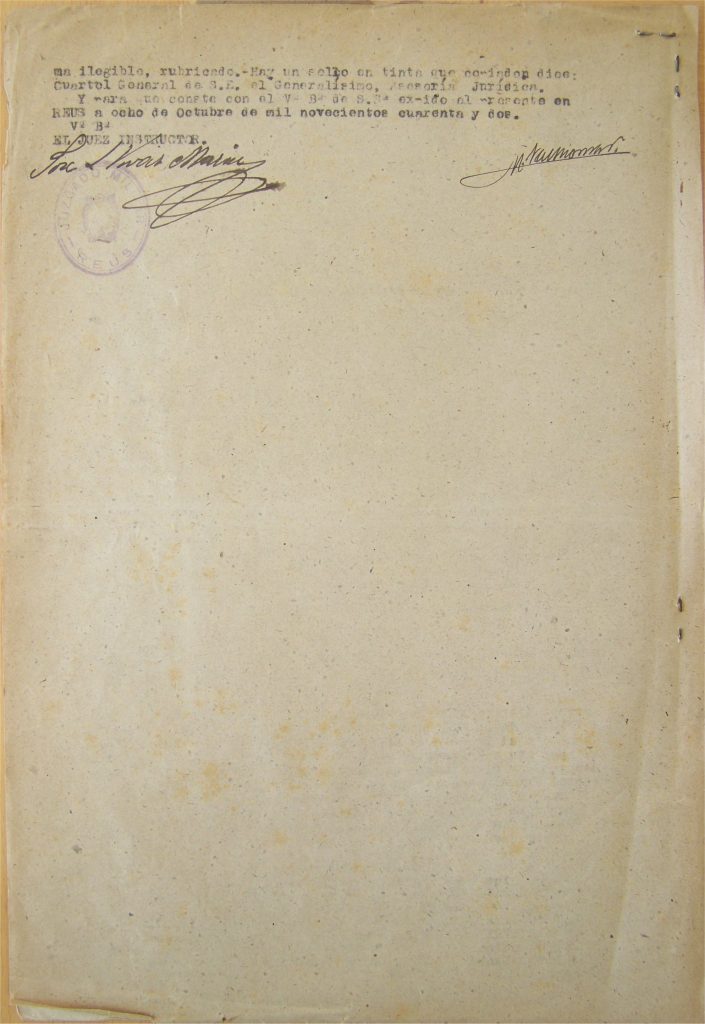 ma ilegible, rubricado.-Hay un sello en tinta que copiadon dice:
Cuartel General de S.E. el Generalísimo, Asesoría Jurídica.
Y para que conste con el Vº Bº de S.Sª expido el presente en
REUS a ocho de Octubre de mil novecientos cuarenta y dos.
Vº Bº
EL JUEZ INSTRUCTOR.
REUS